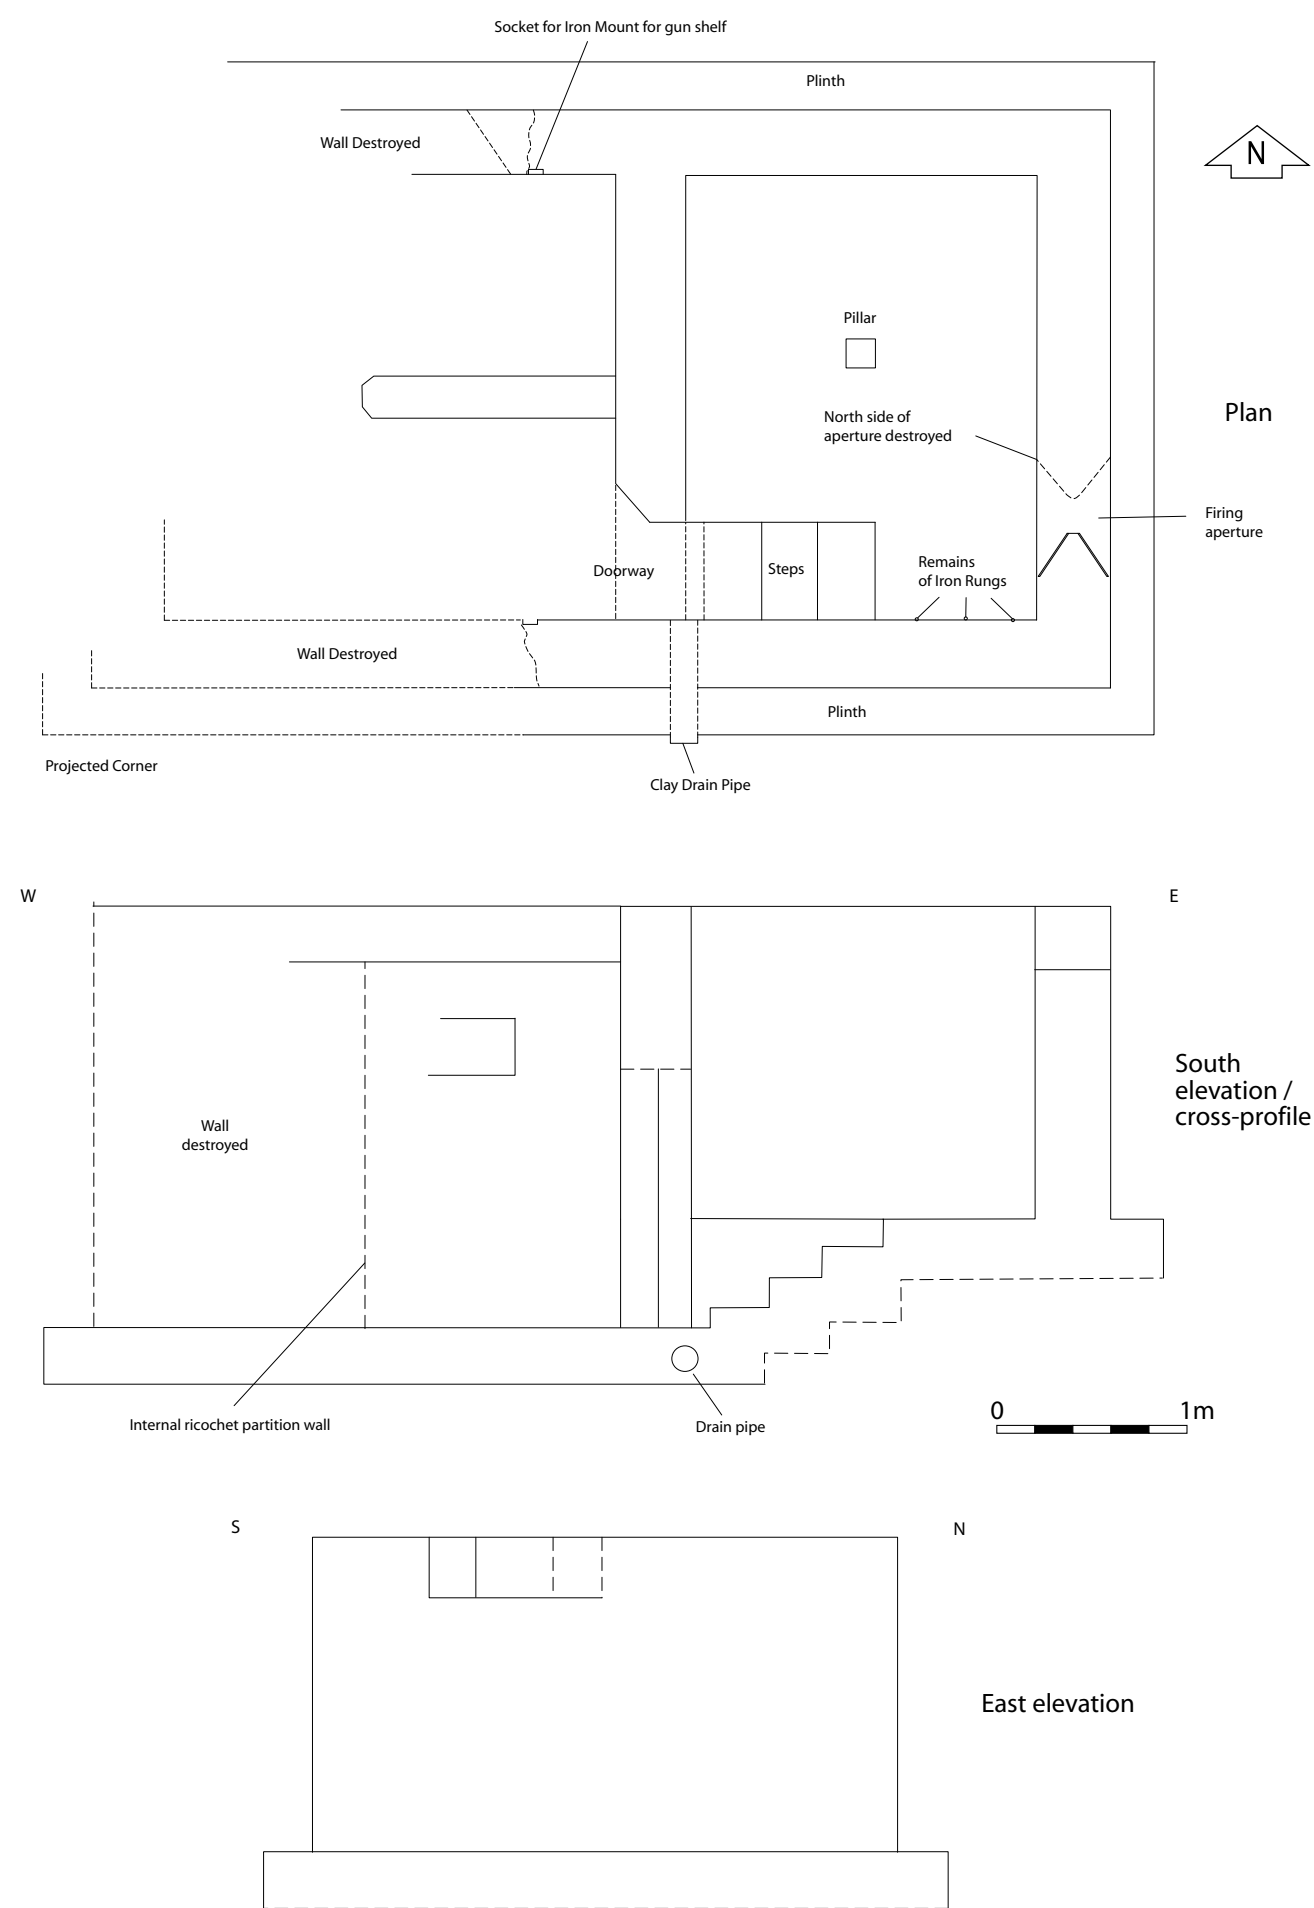 Socket for Iron Mount for gun shelf
Plinth
Wall Destroyed
N
Pillar
North side of
aperture destroyed
Plan
Firing
aperture
Doorway
Steps
Remains
of Iron Rungs
Wall Destroyed
Plinth
Projected Corner
Clay Drain Pipe
W
E
South
elevation /
cross-profile
Wall
destroyed
Internal ricochet partition wall
Drain pipe
0
1m
S
N
East elevation